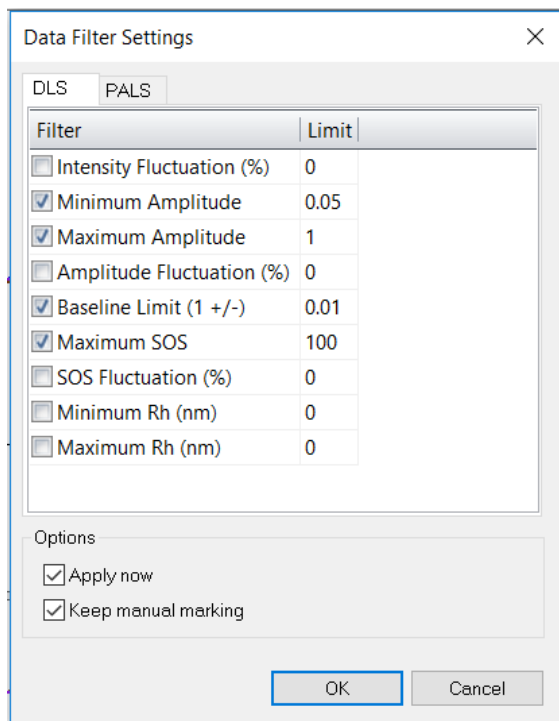 Data Filter Settings
DLS PALS
Filter Limit
Intensity Fluctuation (%) 0
Minimum Amplitude 0.05
Maximum Amplitude 1
Amplitude Fluctuation (%) 0
Baseline Limit (1 +/-) 0.01
Maximum SOS 100
SOS Fluctuation (%) 0
Minimum Rh (nm) 0
Maximum Rh (nm) 0
Options
Apply now
Keep manual marking
OK Cancel